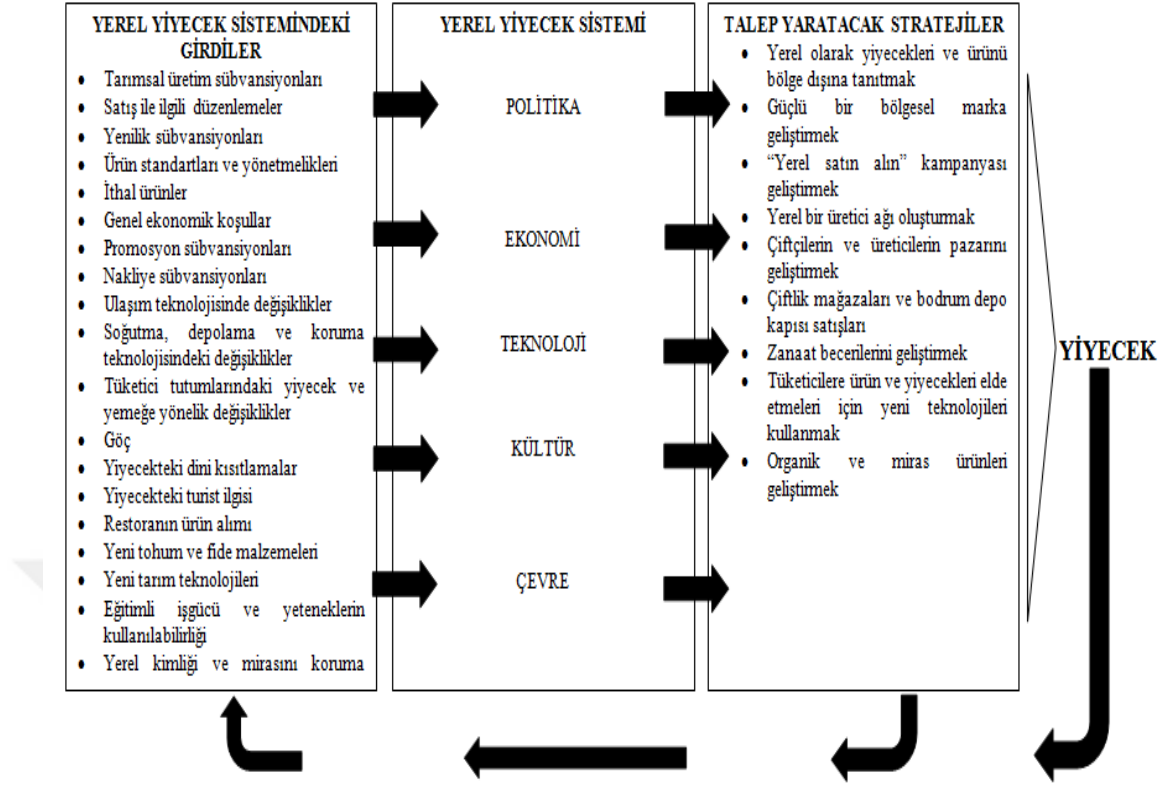 YEREL YİYECEK SİSTEMİNDEKİ
GİRDİLER
• Tarımsal üretim sübvansiyonları
• Satış ile ilgili düzenlemeler
• Yenilik sübvansiyonları
• Ürün standartları ve yönetmelikleri
• İthal ürünler
• Genel ekonomik koşullar
• Promosyon sübvansiyonları
• Nakliye sübvansiyonları
• Ulaşım teknolojisinde değişiklikler
• Soğutma, depolama ve koruma
teknolojisindeki değişiklikler
• Tüketici tutumlarındaki yiyecek ve
yemeğe yönelik değişiklikler
• Göç
• Yiyecekteki dini kısıtlamalar
• Yiyecekteki turist ilgisi
• Restoranın ürün alımı
• Yeni tohum ve fide malzemeleri
• Yeni tarım teknolojileri
• Eğitimli işgücü ve yeteneklerin
kullanılabilirliği
• Yerel kimliği ve mirasını koruma
YEREL YİYECEK SİSTEMİ
POLİTİKA
EKONOMİ
TEKNOLOJİ
KÜLTÜR
ÇEVRE
TALEP YARATACAK STRATEJİLER
• Yerel olarak yiyecekleri ve ürünü
bölge dışına tanıtmak
• Güçlü bir bölgesel marka
geliştirmek
• “Yerel satın alın” kampanyası
geliştirmek
• Yerel bir üretici ağı oluşturmak
• Çiftçilerin ve üreticilerin pazarını
geliştirmek
• Çiftlik mağazaları ve bodrum depo
kapısı satışları
• Zanaat becerilerini geliştirmek
• Tüketicilere ürün ve yiyecekleri elde
etmeleri için yeni teknolojileri
kullanmak
• Organik ve miras ürünleri
geliştirmek
YİYECEK